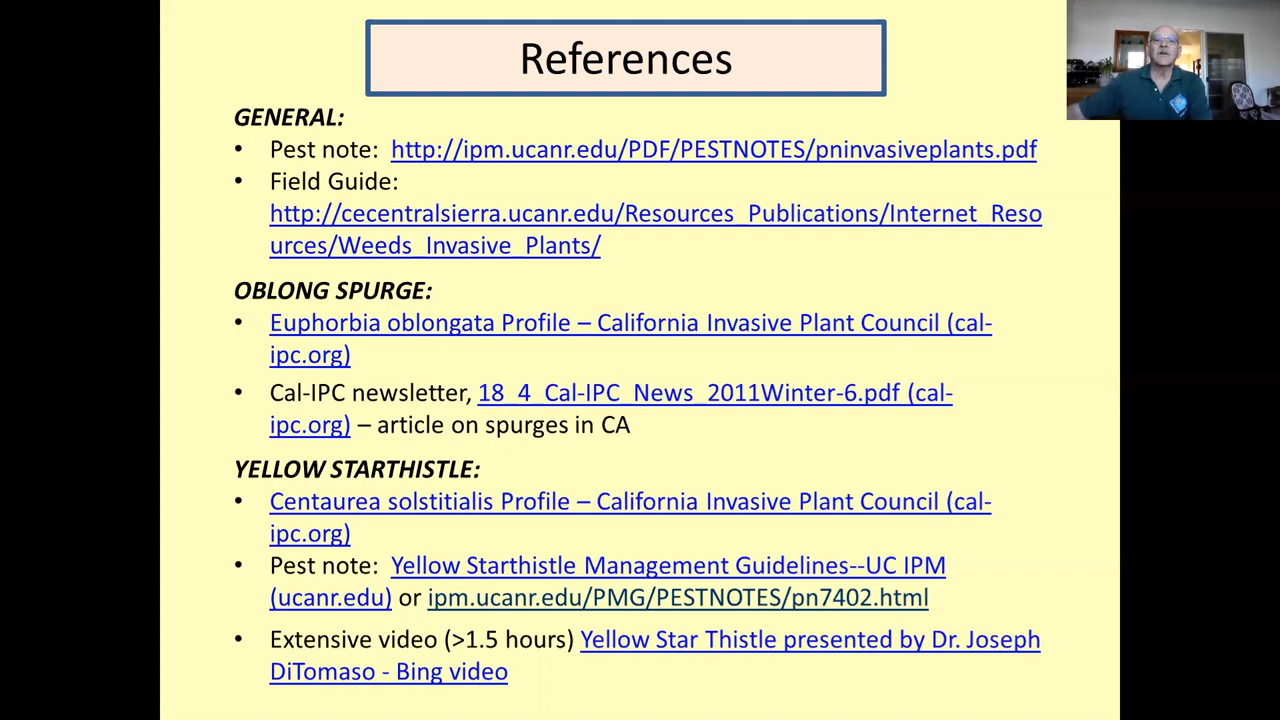 References
GENERAL:
• Pest note: http://ipm.ucanr.edu/PDF/PESTNOTES/pninvasiveplants.pdf
• Field Guide:
http://cecentralsierra.ucanr.edu/Resources_Publications/Internet_Reso
urces/Weeds_Invasive_Plants/
OBLONG SPURGE:
• Euphorbia oblongata Profile – California Invasive Plant Council (cal-
ipc.org)
• Cal-IPC newsletter, 18_4_Cal-IPC_News_2011Winter-6.pdf (cal-
ipc.org) – article on spurges in CA
YELLOW STARTHISTLE:
• Centaurea solstitialis Profile – California Invasive Plant Council (cal-
ipc.org)
• Pest note: Yellow Starthistle Management Guidelines--UC IPM
(ucanr.edu) or ipm.ucanr.edu/PMG/PESTNOTES/pn7402.html
• Extensive video (>1.5 hours) Yellow Star Thistle presented by Dr. Joseph
DiTomaso - Bing video